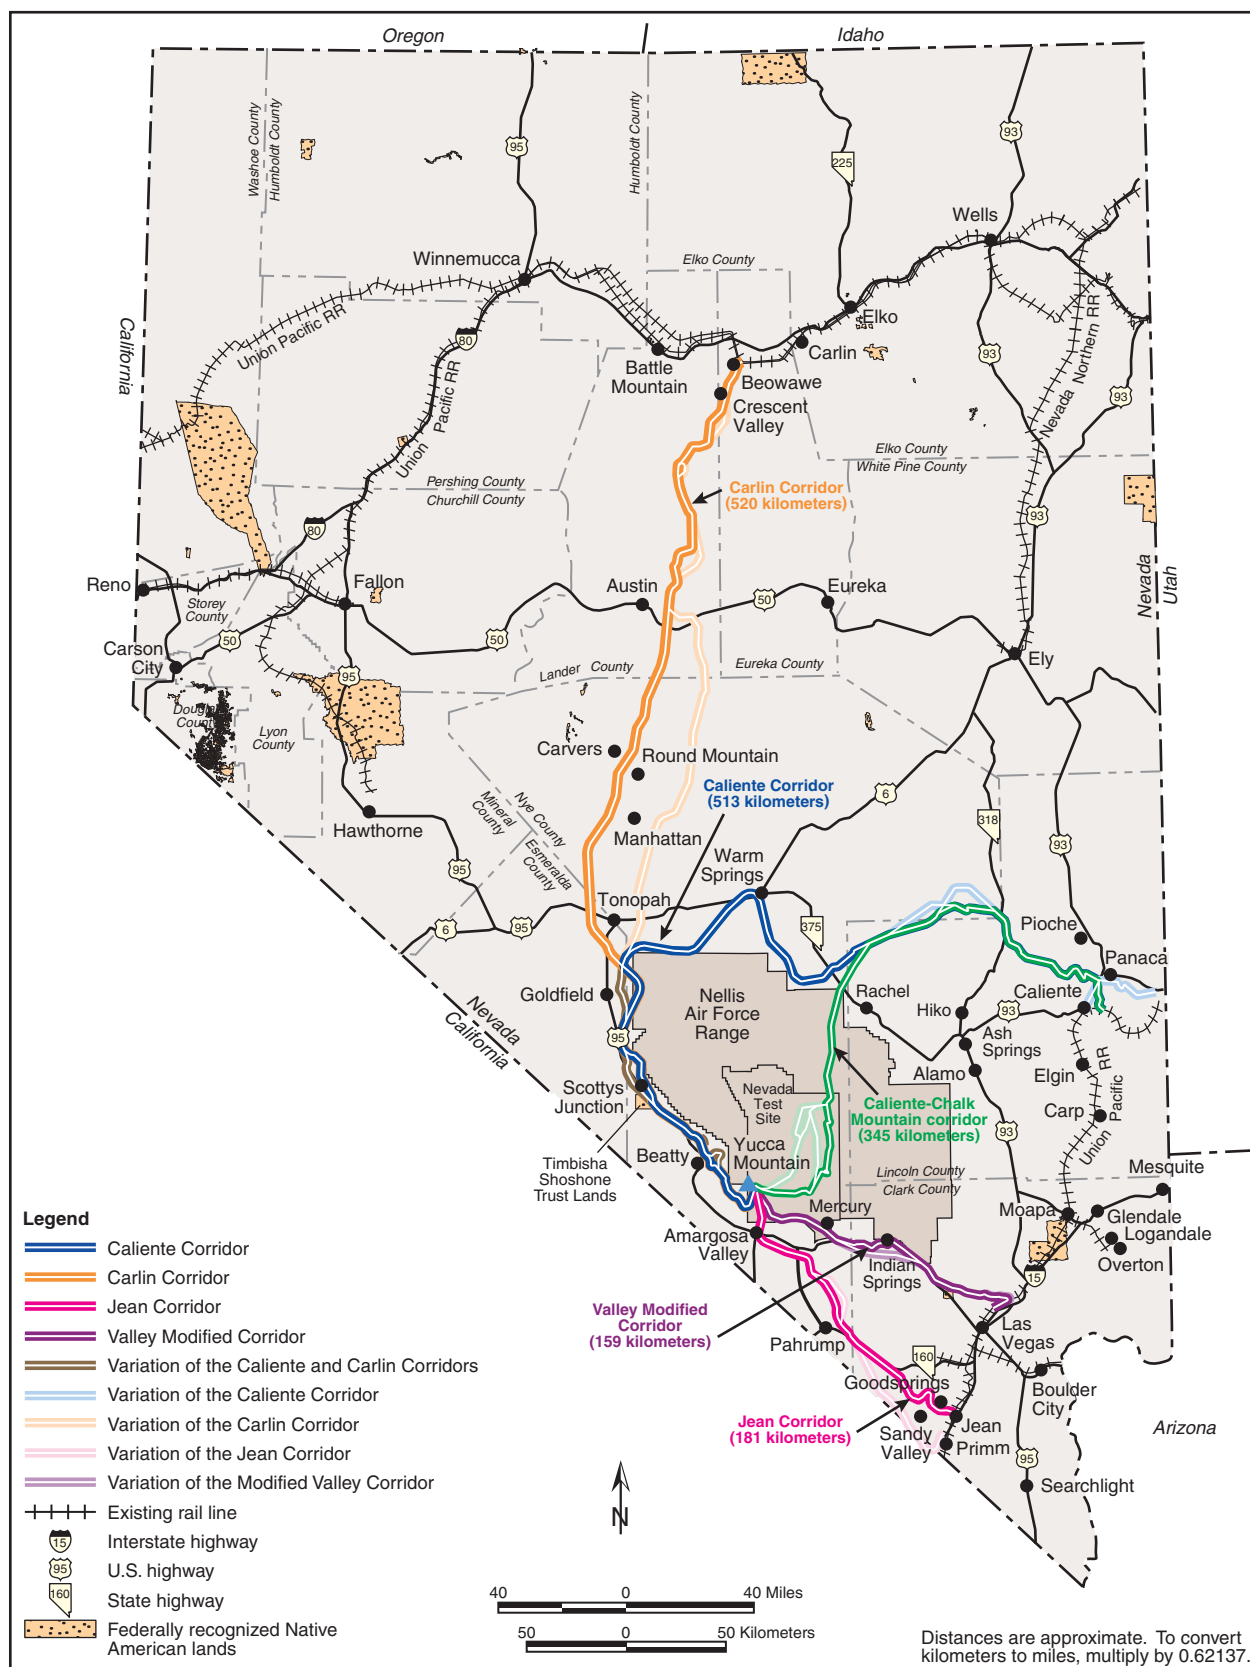 Oregon
Idaho
Washoe County
Humboldt County
Humboldt County
95
225
93
Wells
Winnemucca
Elko County
California
Union Pacific RR
80
Union Pacific RR
Elko
Carlin
Battle
Mountain
Beowawe
Crescent
Valley
Nevada Northern RR
93
93
Elko County
White Pine County
Pershing County
Churchill County
Carlin Corridor
(520 kilometers)
80
93
Nevada
Utah
Reno
Fallon
Austin
50
Eureka
Storey
County
50
50
Carson
City
95
Lander County
Eureka County
Ely
Douglas
County
Lyon
County
Carvers
Round Mountain
Caliente Corridor
(513 kilometers)
6
Nye County
Mineral
County
Esmeralda
County
Manhattan
318
93
Hawthorne
95
Warm
Springs
Tonopah
6
95
375
Pioche
Panaca
Goldfield
Nellis
Air Force
Range
Rachel
Hiko
93
Caliente
Nevada
California
95
Ash
Springs
Alamo
Elgin
Scottys
Junction
Nevada
Test
Site
Caliente-Chalk
Mountain corridor
(345 kilometers)
93
Carp
Union Pacific RR
Yucca
Mountain
Beatty
Timbisha
Shoshone
Trust Lands
Lincoln County
Clark County
Mesquite
Mercury
Moapa
Glendale
Logandale
Overton
Amargosa
Valley
Indian
Springs
15
Valley Modified
Corridor
(159 kilometers)
Las
Vegas
Pahrump
160
Goodsprings
Boulder
City
Jean Corridor
(181 kilometers)
Sandy
Valley
Jean
Primm
Arizona
95
Searchlight
Legend
Caliente Corridor
Carlin Corridor
Jean Corridor
Valley Modified Corridor
Variation of the Caliente and Carlin Corridors
Variation of the Caliente Corridor
Variation of the Carlin Corridor
Variation of the Jean Corridor
Variation of the Modified Valley Corridor
Existing rail line
15 Interstate highway
95 U.S. highway
160 State highway
Federally recognized Native
American lands
N
40 0 40 Miles
50 0 50 Kilometers
Distances are approximate. To convert
kilometers to miles, multiply by 0.62137.